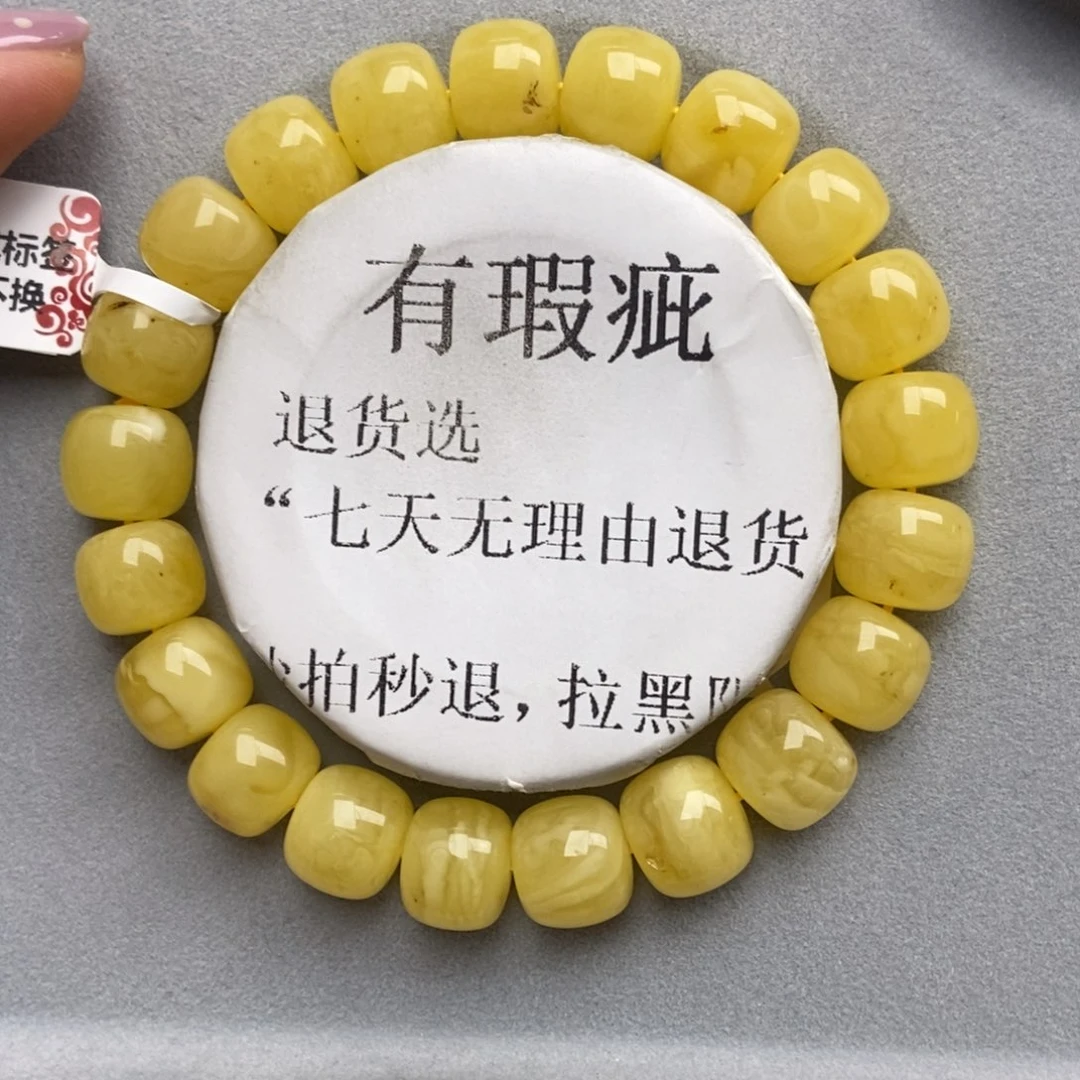 标签
不换
有瑕疵
退货选
“七天无理由退货
拍秒退，拉黑